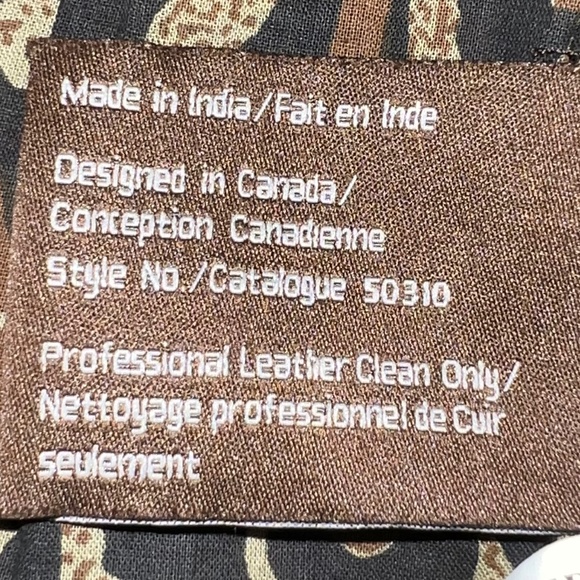 Made in India/Fait en Inde
Designed in Canada/
Conception Canadienne
Style No./Catalogue 50310
Professional Leather Clean Only/
Nettoyage professionnel de Cuir
seulement